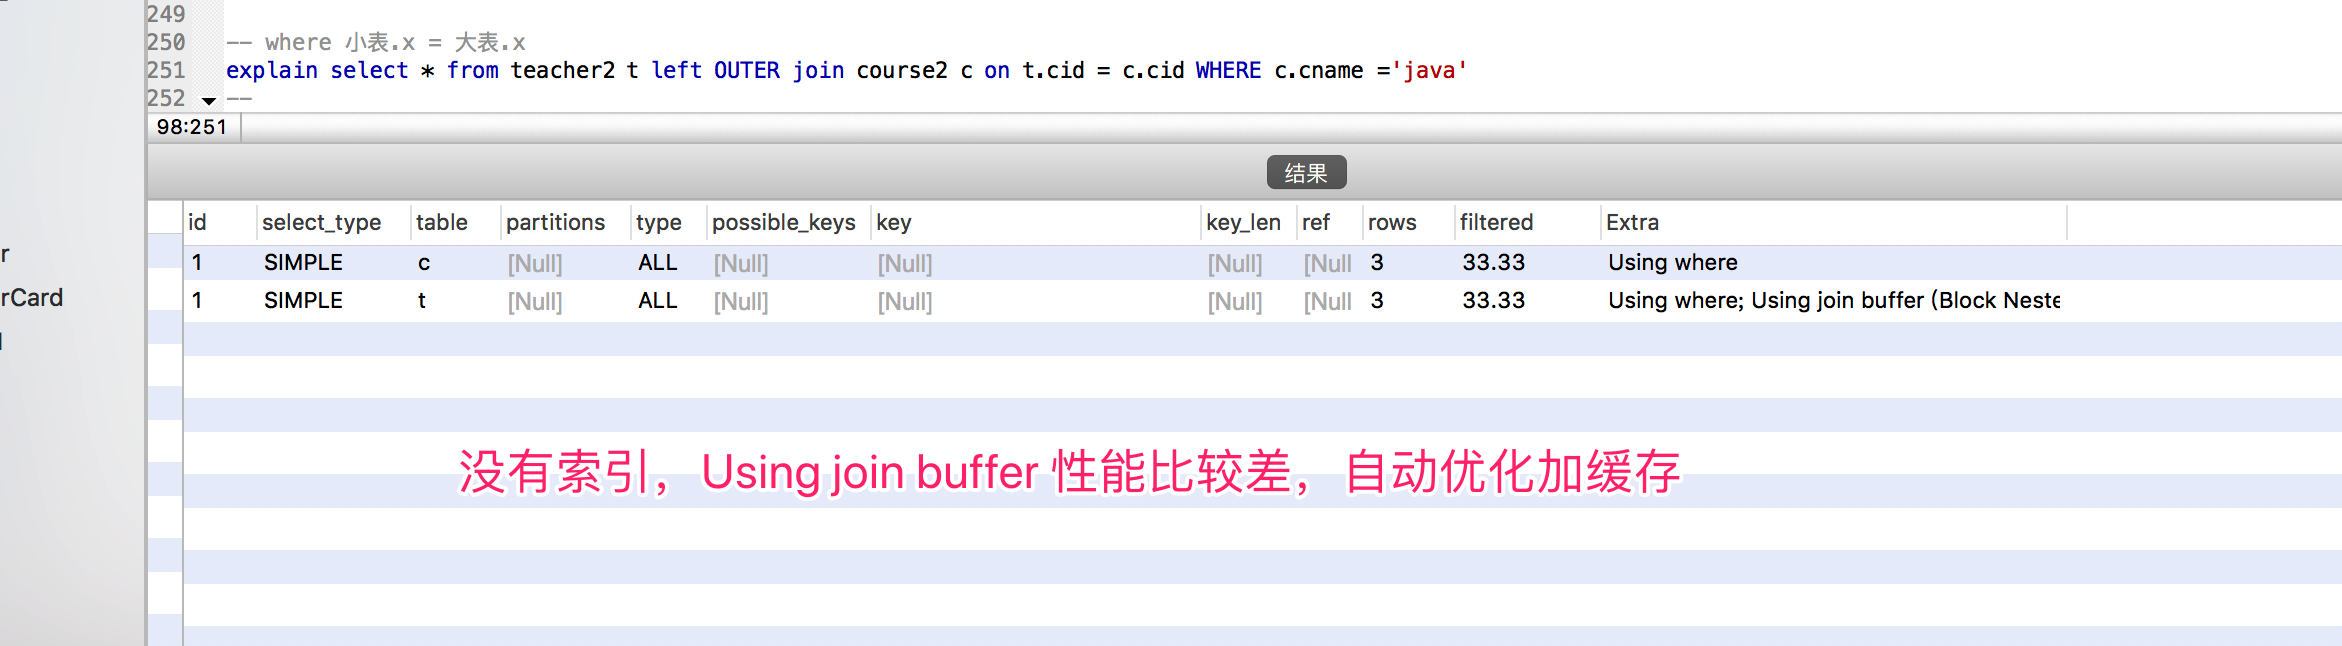 249
250 -- where 小表.x = 大表.x
251 explain select * from teacher2 t left OUTER join course2 c on t.cid = c.cid WHERE c.cname ='java'
252 --
98:251
结果
id select_type table partitions type possible_keys key key_len ref rows filtered Extra
r
1 SIMPLE c [Null] ALL [Null] [Null] [Null] [Null 3 33.33 Using where
rCard
1 SIMPLE t [Null] ALL [Null] [Null] [Null] [Null 3 33.33 Using where; Using join buffer (Block Neste
没有索引，Using join buffer 性能比较差，自动优化加缓存